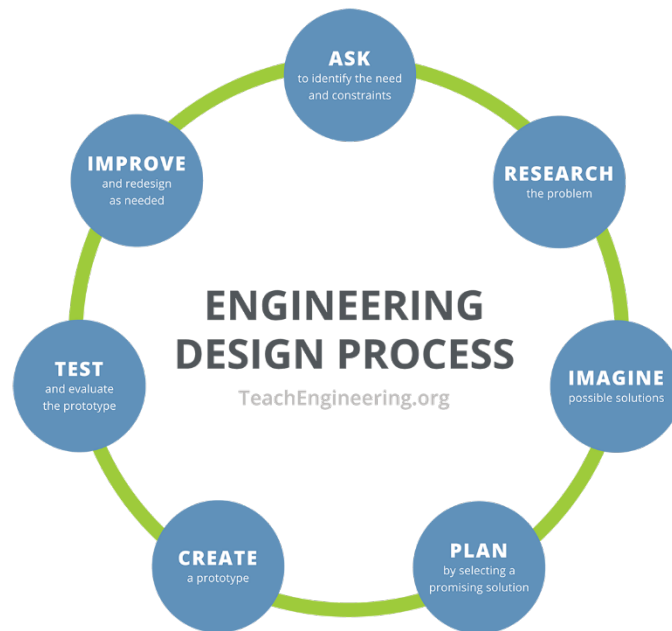 ASK
to identify the need
and constraints
RESEARCH
the problem
IMAGINE
possible solutions
PLAN
by selecting a
promising solution
CREATE
a prototype
TEST
and evaluate
the prototype
IMPROVE
and redesign
as needed
ENGINEERING
DESIGN PROCESS
TeachEngineering.org